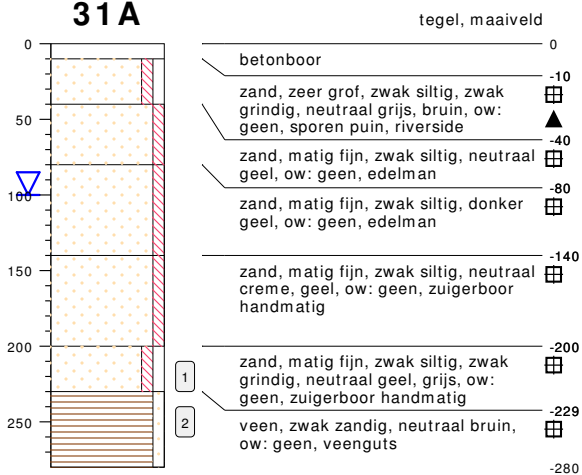 31A
tegel, maaiveld
0
0
betonboor
-10
zand, zeer grof, zwak siltig, zwak
grindig, neutraal grijs, bruin, ow:
geen, sporen puin, riverside
50
-40
zand, matig fijn, zwak siltig, neutraal
geel, ow: geen, edelman
-80
100
zand, matig fijn, zwak siltig, donker
geel, ow: geen, edelman
-140
150
zand, matig fijn, zwak siltig, neutraal
creme, geel, ow: geen, zuigerboor
handmatig
200
-200
1
zand, matig fijn, zwak siltig, zwak
grindig, neutraal geel, grijs, ow:
geen, zuigerboor handmatig
-229
250
2
veen, zwak zandig, neutraal bruin,
ow: geen, veenguts
-280